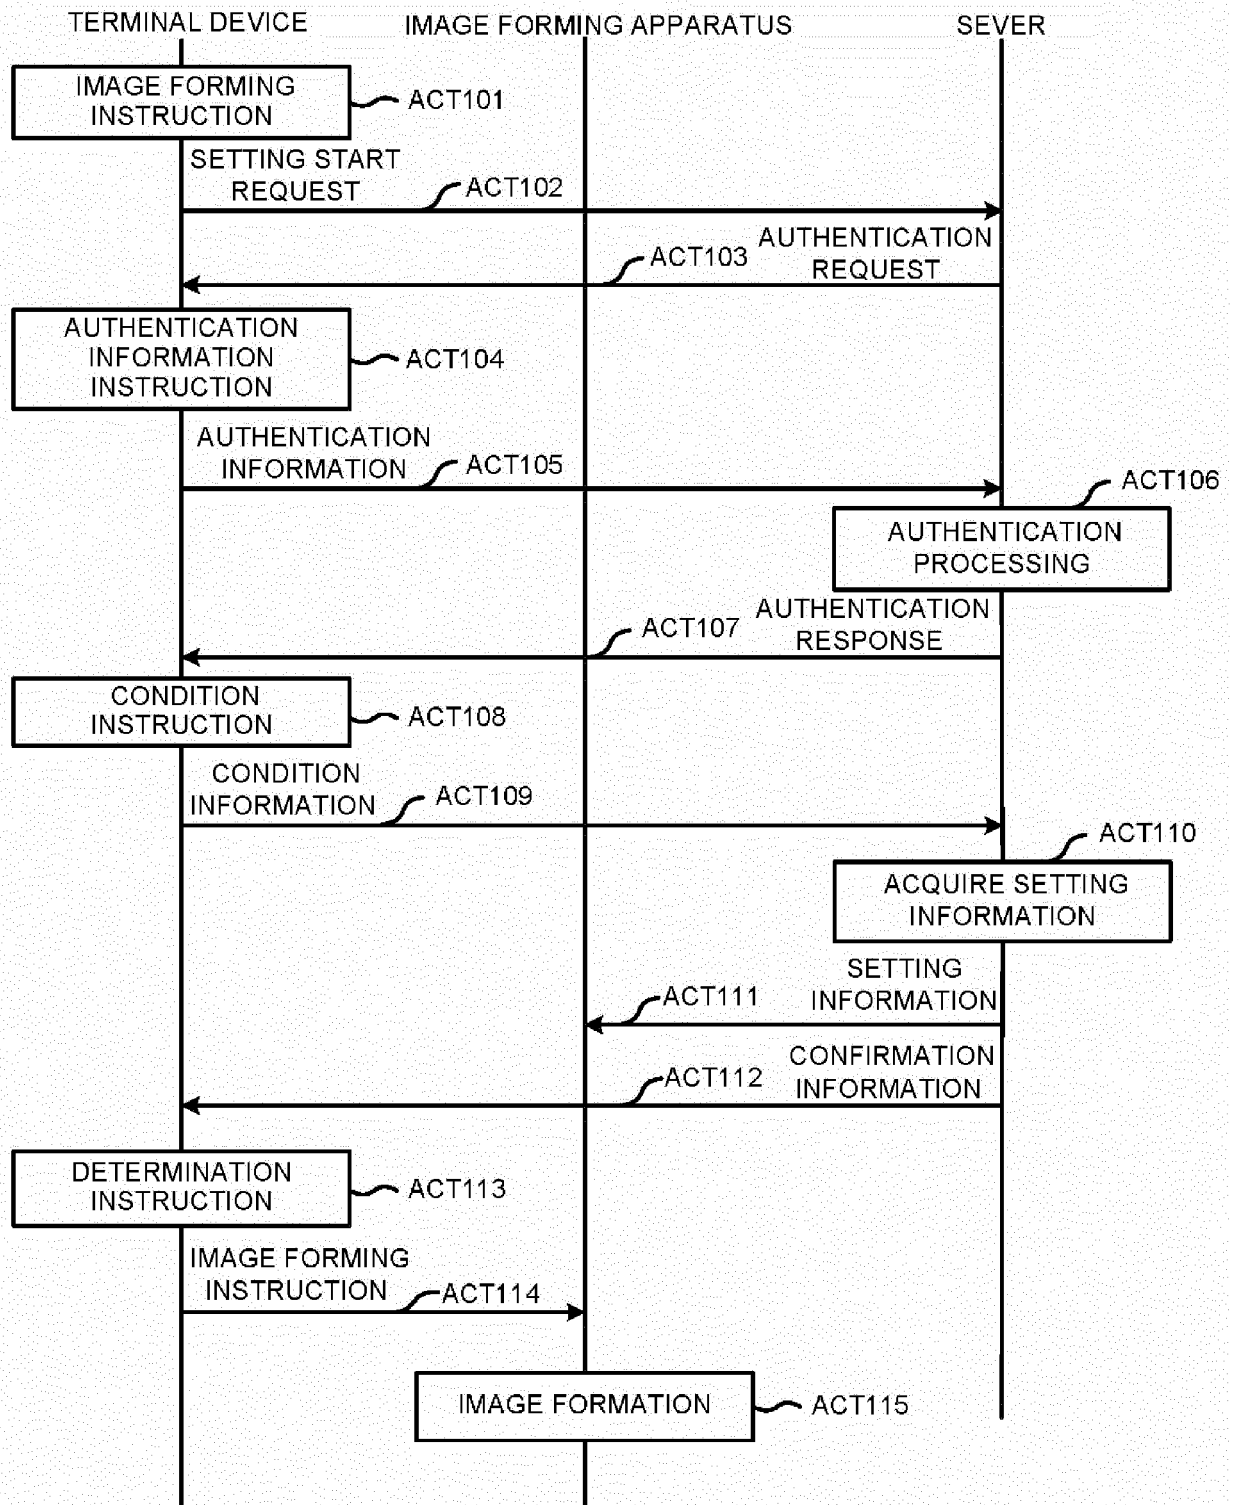 TERMINAL DEVICE
IMAGE FORMING APPARATUS
SEVER
IMAGE FORMING
INSTRUCTION
ACT101
SETTING START
REQUEST
ACT102
AUTHENTICATION
REQUEST
ACT103
AUTHENTICATION
INFORMATION
INSTRUCTION
ACT104
AUTHENTICATION
INFORMATION
ACT105
ACT106
AUTHENTICATION
PROCESSING
AUTHENTICATION
RESPONSE
ACT107
CONDITION
INSTRUCTION
ACT108
CONDITION
INFORMATION
ACT109
ACT110
ACQUIRE SETTING
INFORMATION
SETTING
INFORMATION
ACT111
CONFIRMATION
INFORMATION
ACT112
DETERMINATION
INSTRUCTION
ACT113
IMAGE FORMING
INSTRUCTION
ACT114
IMAGE FORMATION
ACT115